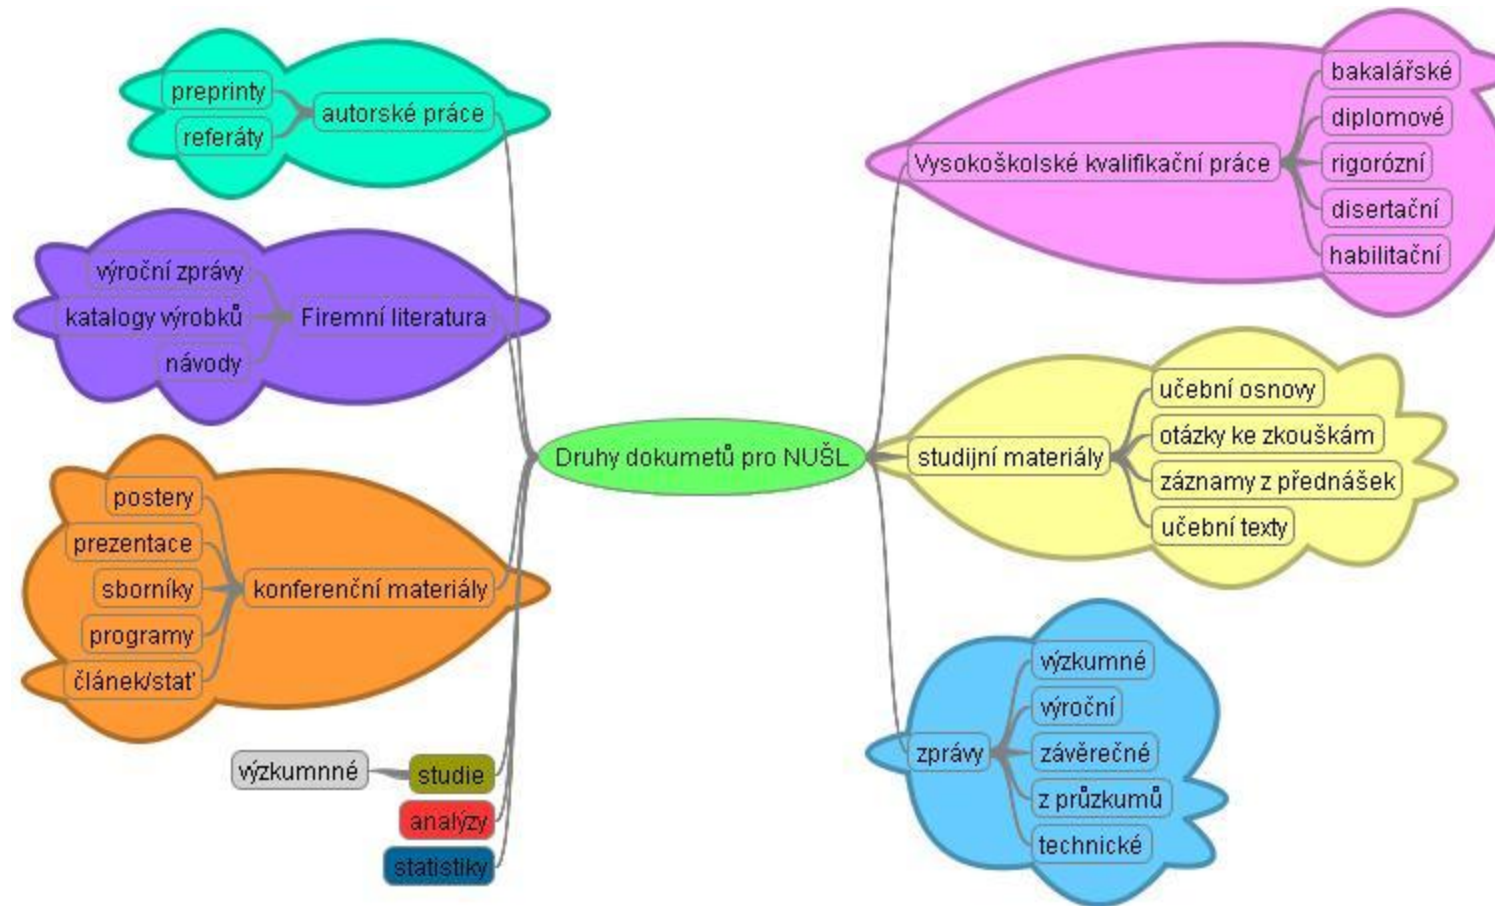 Druhy dokumetů pro NUŠL
autorské práce
preprinty
referáty
Firemní literatura
výroční zprávy
katalogy výrobků
návody
konferenční materiály
postery
prezentace
sborníky
programy
článek/stať
studie
výzkumnné
analýzy
statistiky
Vysokoškolské kvalifikační práce
bakalářské
diplomové
rigorózní
disertační
habilitační
studijní materiály
učební osnovy
otázky ke zkouškám
záznamy z přednášek
učební texty
zprávy
výzkumné
výroční
závěrečné
z průzkumů
technické